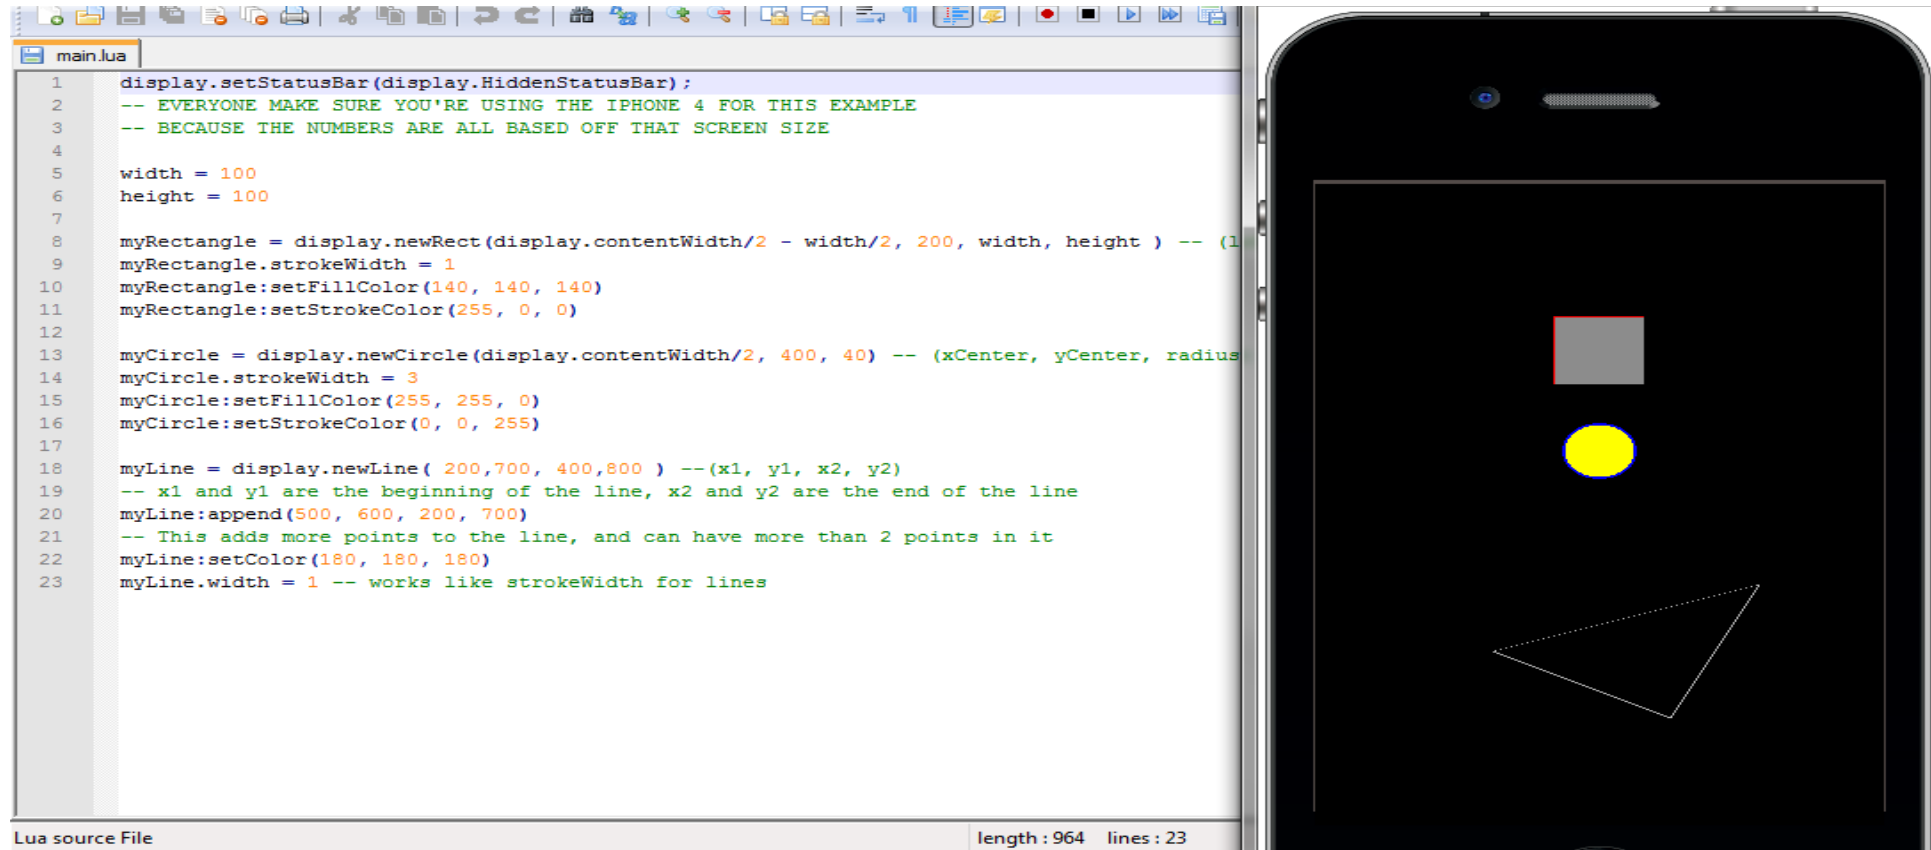 main.lua
1 display.setStatusBar(display.HiddenStatusBar);
2 -- EVERYONE MAKE SURE YOU'RE USING THE IPHONE 4 FOR THIS EXAMPLE
3 -- BECAUSE THE NUMBERS ARE ALL BASED OFF THAT SCREEN SIZE
4
5 width = 100
6 height = 100
7
8 myRectangle = display.newRect(display.contentWidth/2 - width/2, 200, width, height ) -- (l
9 myRectangle.strokeWidth = 1
10 myRectangle:setFillColor(140, 140, 140)
11 myRectangle:setStrokeColor(255, 0, 0)
12
13 myCircle = display.newCircle(display.contentWidth/2, 400, 40) -- (xCenter, yCenter, radius
14 myCircle.strokeWidth = 3
15 myCircle:setFillColor(255, 255, 0)
16 myCircle:setStrokeColor(0, 0, 255)
17
18 myLine = display.newLine( 200,700, 400,800 ) --(x1, y1, x2, y2)
19 -- x1 and y1 are the beginning of the line, x2 and y2 are the end of the line
20 myLine:append(500, 600, 200, 700)
21 -- This adds more points to the line, and can have more than 2 points in it
22 myLine:setColor(180, 180, 180)
23 myLine.width = 1 -- works like strokeWidth for lines
Lua source File length : 964 lines : 23